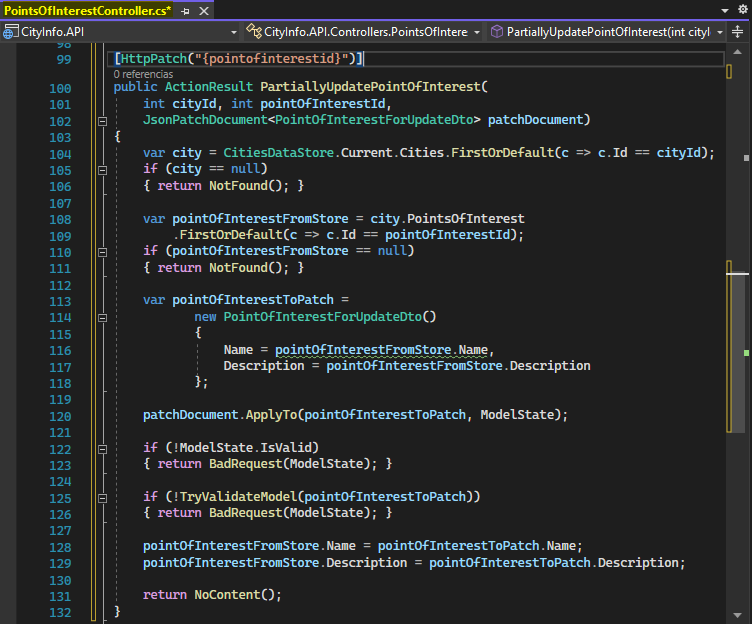 PointsOfInterestController.cs*
CityInfo.API
CityInfo.API.Controllers.PointsOfIntere
PartiallyUpdatePointOfInterest(int cityId
98
99 [HttpPatch("{pointofinterestid}")]
0 referencias
100 public ActionResult PartiallyUpdatePointOfInterest(
101 int cityId, int pointOfInterestId,
102 JsonPatchDocument<PointOfInterestForUpdateDto> patchDocument)
103 {
104 var city = CitiesDataStore.Current.Cities.FirstOrDefault(c => c.Id == cityId);
105 if (city == null)
106 { return NotFound(); }
107
108 var pointOfInterestFromStore = city.PointsOfInterest
109 .FirstOrDefault(c => c.Id == pointOfInterestId);
110 if (pointOfInterestFromStore == null)
111 { return NotFound(); }
112
113 var pointOfInterestToPatch =
114 new PointOfInterestForUpdateDto()
115 {
116 Name = pointOfInterestFromStore.Name,
117 Description = pointOfInterestFromStore.Description
118 };
119
120 patchDocument.ApplyTo(pointOfInterestToPatch, ModelState);
121
122 if (!ModelState.IsValid)
123 { return BadRequest(ModelState); }
124
125 if (!TryValidateModel(pointOfInterestToPatch))
126 { return BadRequest(ModelState); }
127
128 pointOfInterestFromStore.Name = pointOfInterestToPatch.Name;
129 pointOfInterestFromStore.Description = pointOfInterestToPatch.Description;
130
131 return NoContent();
132 }